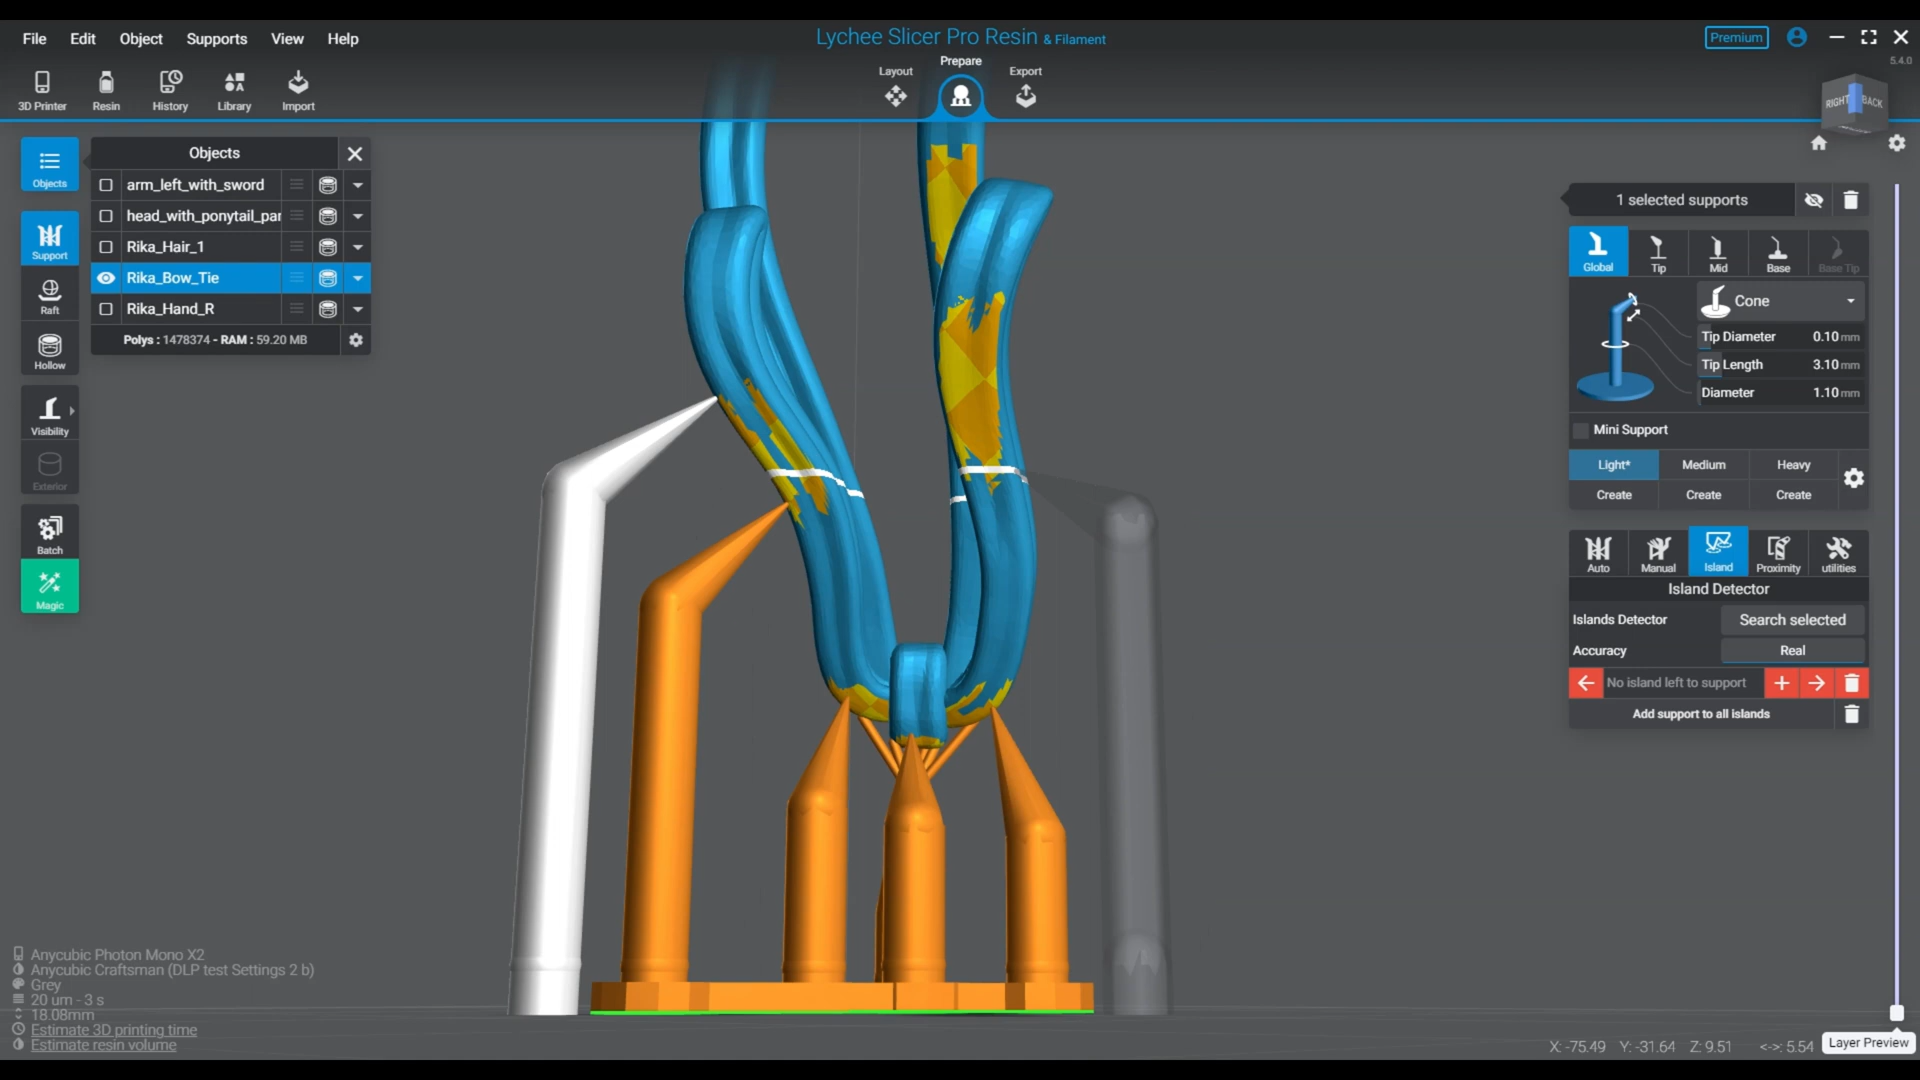 File Edit Object Supports View Help
Lychee Slicer Pro Resin & Filament
Premium
5.4.0
3D Printer Resin History Library Import
Layout Prepare Export
RIGHT BACK
Objects
Objects
arm_left_with_sword
head_with_ponytail_par
Rika_Hair_1
Rika_Bow_Tie
Rika_Hand_R
Polys : 1478374 - RAM : 59.20 MB
Support
Raft
Hollow
Visibility
Exterior
Batch
Magic
1 selected supports
Global Tip Mid Base Base Tip
Cone
Tip Diameter 0.10 mm
Tip Length 3.10 mm
Diameter 1.10 mm
Mini Support
Light* Medium Heavy
Create Create Create
Auto Manual Island Proximity utilities
Island Detector
Islands Detector Search selected
Accuracy Real
No island left to support
Add support to all islands
Anycubic Photon Mono X2
Anycubic Craftsman (DLP test Settings 2 b)
Grey
20 um - 3 s
18.08mm
Estimate 3D printing time
Estimate resin volume
X: -75.49 Y: -31.64 Z: 9.51 <->: 5.54
Layer Preview